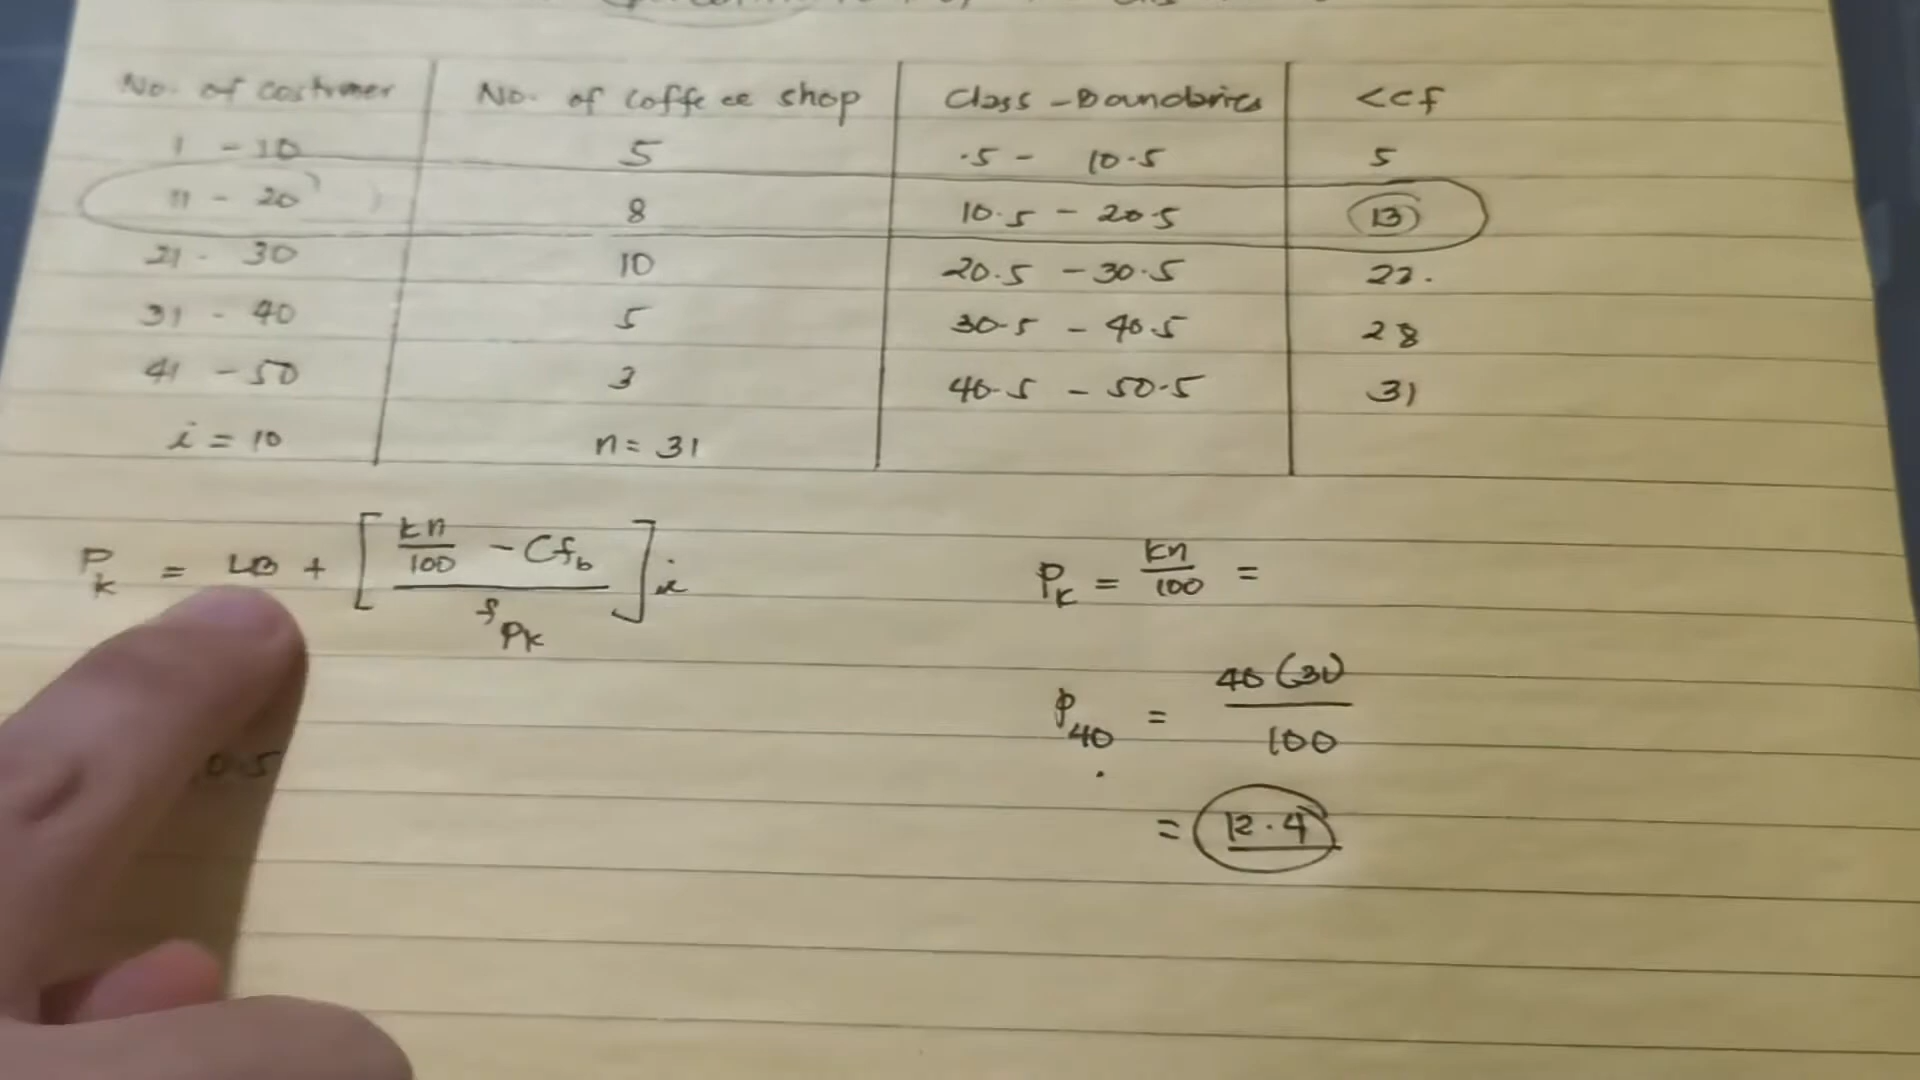 No. of costumer No. of Coffee ee shop Class - Boundaries <cf
1 - 10 5 .5 - 10.5 5
11 - 20 8 10.5 - 20.5 13
21 - 30 10 20.5 - 30.5 23.
31 - 40 5 30.5 - 40.5 28
41 - 50 3 40.5 - 50.5 31
i = 10 n = 31
Pk = LB + [ kn/100 - Cfb / fPk ] i
Pk = kn/100 =
P40 = 40(31) / 100
0.5
= 12.4